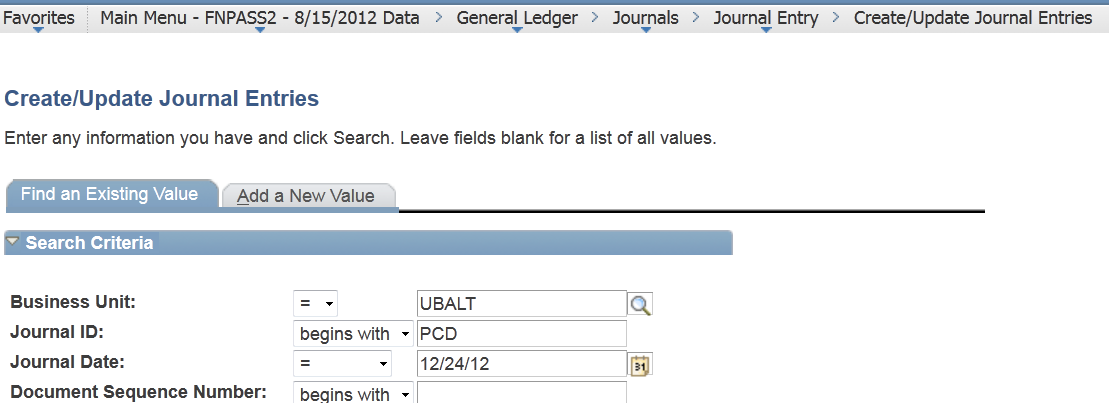 Favorites Main Menu - FNPASS2 - 8/15/2012 Data > General Ledger > Journals > Journal Entry > Create/Update Journal Entries
Create/Update Journal Entries
Enter any information you have and click Search. Leave fields blank for a list of all values.
Find an Existing Value Add a New Value
Search Criteria
Business Unit: = UBALT
Journal ID: begins with PCD
Journal Date: = 12/24/12 31
Document Sequence Number: begins with